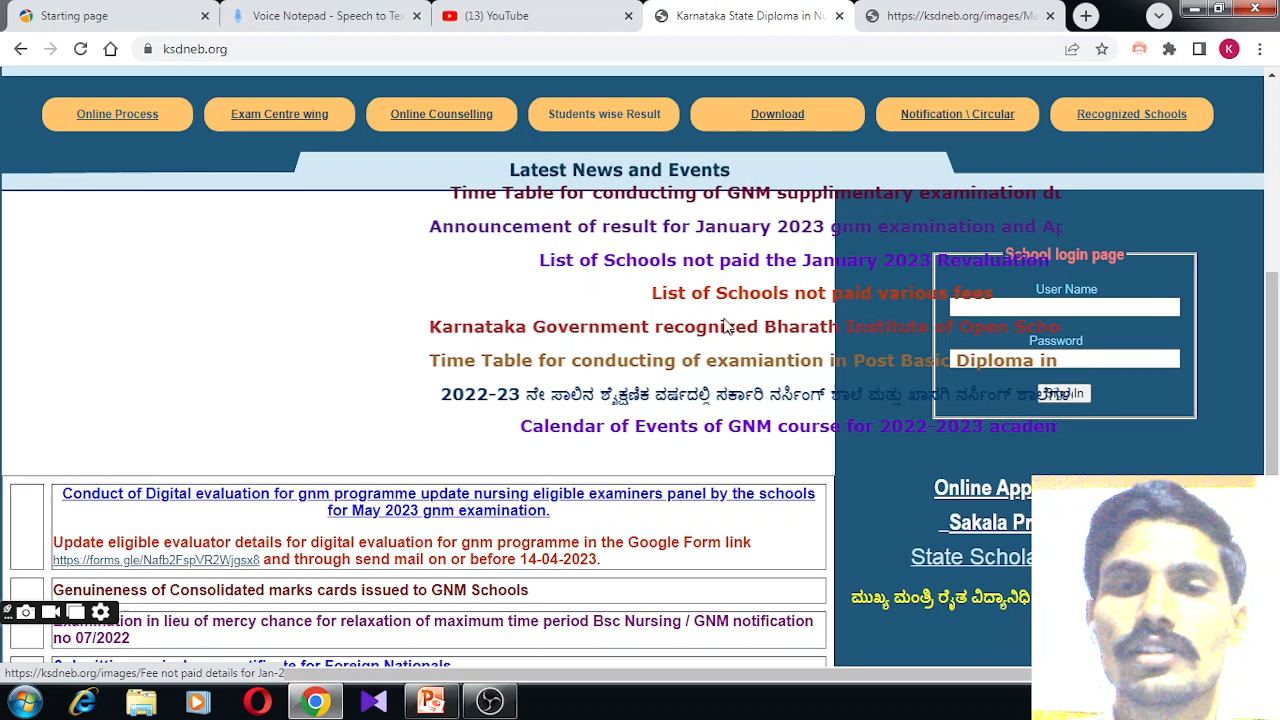 Starting page
Voice Notepad - Speech to Te
(13) YouTube
Karnataka State Diploma in Nu
https://ksdneb.org/images/Ma
ksdneb.org
K
Online Process
Exam Centre wing
Online Counselling
Students wise Result
Download
Notification \ Circular
Recognized Schools
Latest News and Events
Time Table for conducting of GNM supplimentary examination du
Announcement of result for January 2023 gnm examination and Ap
List of Schools not paid the January 2023 Revaluation
List of Schools not paid various fees
Karnataka Government recognized Bharath Institute of Open Scho
Time Table for conducting of examiantion in Post Basic Diploma in
2022-23 ನೇ ಸಾಲಿನ ಶೈಕ್ಷಣಿಕ ವರ್ಷದಲ್ಲಿ ಸರ್ಕಾರಿ ನರ್ಸಿಂಗ್ ಶಾಲೆ ಮತ್ತು ಖಾಸಗಿ ನರ್ಸಿಂಗ್
Calendar of Events of GNM course for 2022-2023 academ
School login page
User Name
Password
Conduct of Digital evaluation for gnm programme update nursing eligible examiners panel by the schools
for May 2023 gnm examination.
Update eligible evaluator details for digital evaluation for gnm programme in the Google Form link
https://forms.gle/Nafb2FspVR2Wjgsx8 and through send mail on or before 14-04-2023.
Genuineness of Consolidated marks cards issued to GNM Schools
Examination in lieu of mercy chance for relaxation of maximum time period Bsc Nursing / GNM notification
no 07/2022
for Foreign Nationals
Online App
Sakala Pr
State Schola
ಮುಖ್ಯ ಮಂತ್ರಿ ರೈತ ವಿದ್ಯಾನಿಧಿ
https://ksdneb.org/images/Fee not paid details for Jan-2